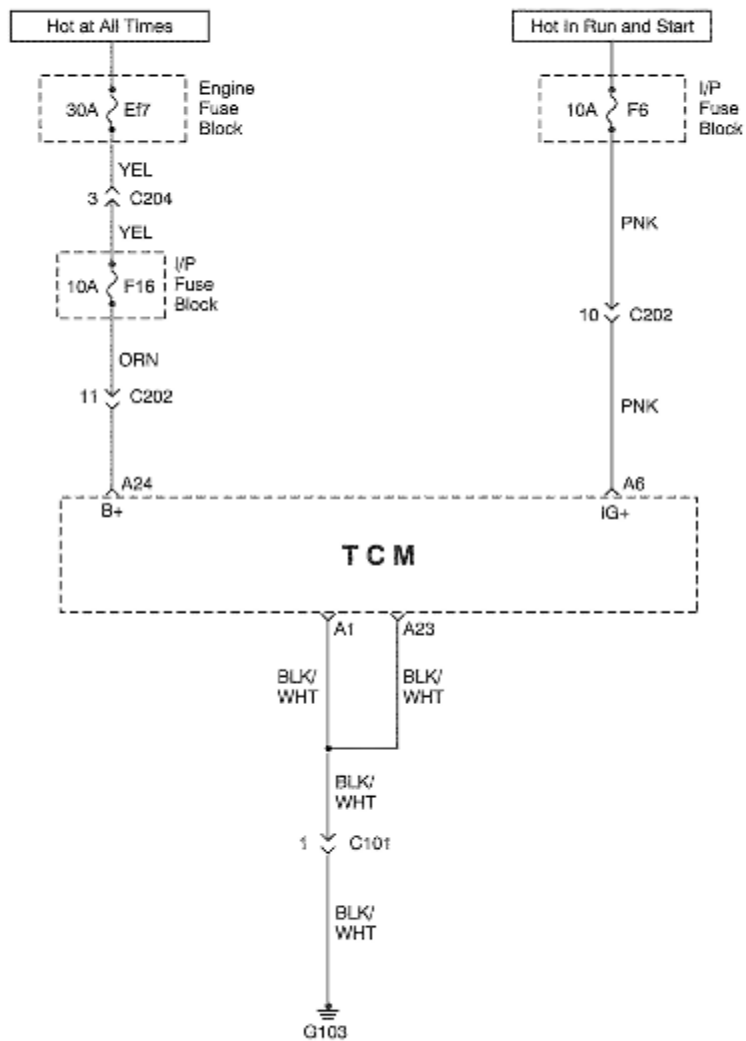 Hot at All Times
Hot In Run and Start
30A Ef7
Engine
Fuse
Block
10A F6
I/P
Fuse
Block
YEL
3 C204
YEL
PNK
10A F16
I/P
Fuse
Block
10 C202
ORN
11 C202
PNK
A24
A6
B+
IG+
TCM
A1
A23
BLK/
WHT
BLK/
WHT
BLK/
WHT
1 C101
BLK/
WHT
G103